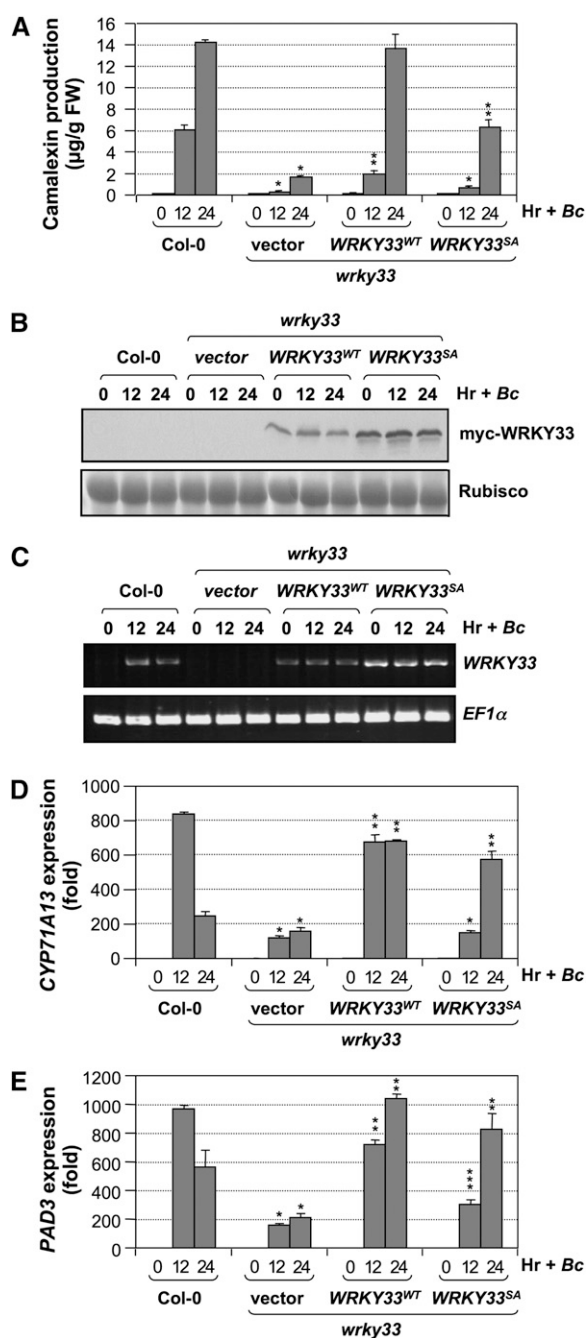 A
Camalexin production
(µg/g FW)
16
14
12
10
8
6
4
2
0
* * ** * **
0 12 24 0 12 24 0 12 24 0 12 24 Hr + Bc
Col-0 vector WRKY33WT WRKY33SA
wrky33
B
wrky33
Col-0 vector WRKY33WT WRKY33SA
0 12 24 0 12 24 0 12 24 0 12 24 Hr + Bc
myc-WRKY33
Rubisco
C
wrky33
Col-0 vector WRKY33WT WRKY33SA
0 12 24 0 12 24 0 12 24 0 12 24 Hr + Bc
WRKY33
EF1α
D
CYP71A13 expression
(fold)
1000
800
600
400
200
0
* * ** ** * **
0 12 24 0 12 24 0 12 24 0 12 24 Hr + Bc
Col-0 vector WRKY33WT WRKY33SA
wrky33
E
PAD3 expression
(fold)
1200
1000
800
600
400
200
0
* * ** ** *** **
0 12 24 0 12 24 0 12 24 0 12 24 Hr + Bc
Col-0 vector WRKY33WT WRKY33SA
wrky33